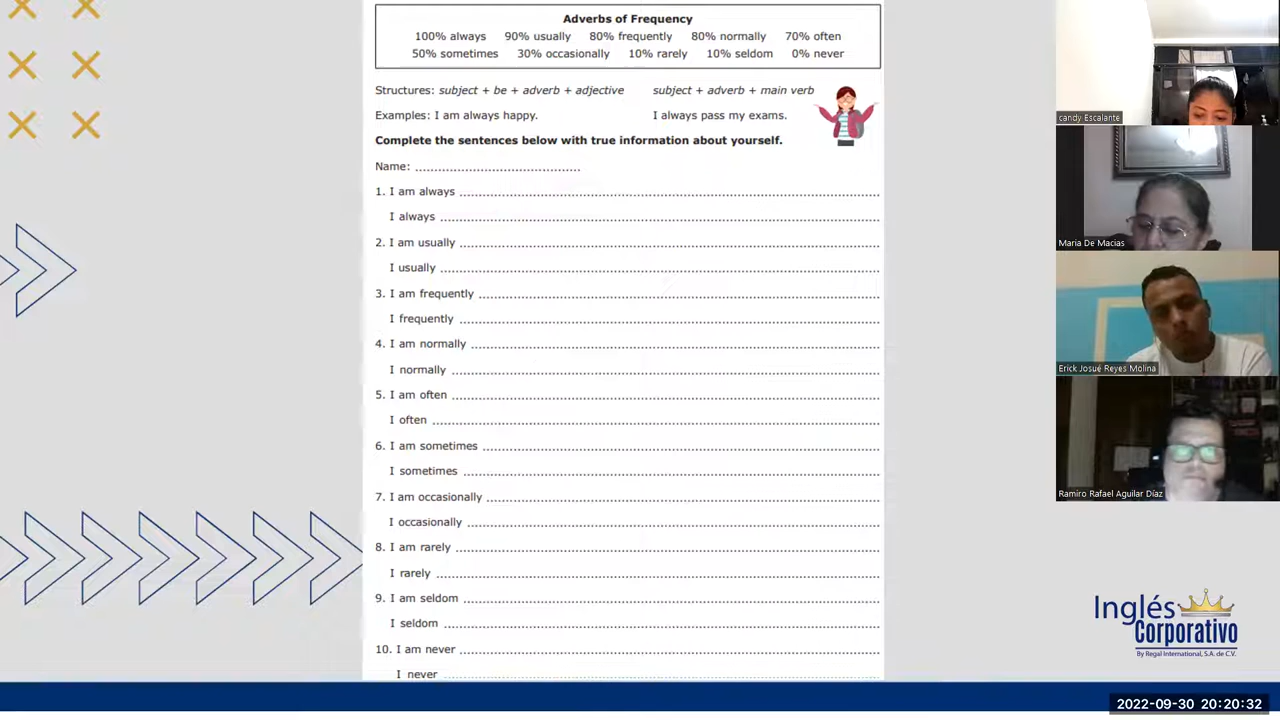 Adverbs of Frequency
100% always 90% usually 80% frequently 80% normally 70% often
50% sometimes 30% occasionally 10% rarely 10% seldom 0% never
Structures: subject + be + adverb + adjective subject + adverb + main verb
Examples: I am always happy. I always pass my exams.
Complete the sentences below with true information about yourself.
Name: ..........................................
1. I am always ..........................................
I always ..........................................
2. I am usually ..........................................
I usually ..........................................
3. I am frequently ..........................................
I frequently ..........................................
4. I am normally ..........................................
I normally ..........................................
5. I am often ..........................................
I often ..........................................
6. I am sometimes ..........................................
I sometimes ..........................................
7. I am occasionally ..........................................
I occasionally ..........................................
8. I am rarely ..........................................
I rarely ..........................................
9. I am seldom ..........................................
I seldom ..........................................
10. I am never ..........................................
I never ..........................................
candy Escalante
Maria De Macias
Erick Josué Reyes Molina
Ramiro Rafael Aguilar Díaz
Inglés
Corporativo
By Regal International, S.A. de C.V.
2022-09-30 20:20:32